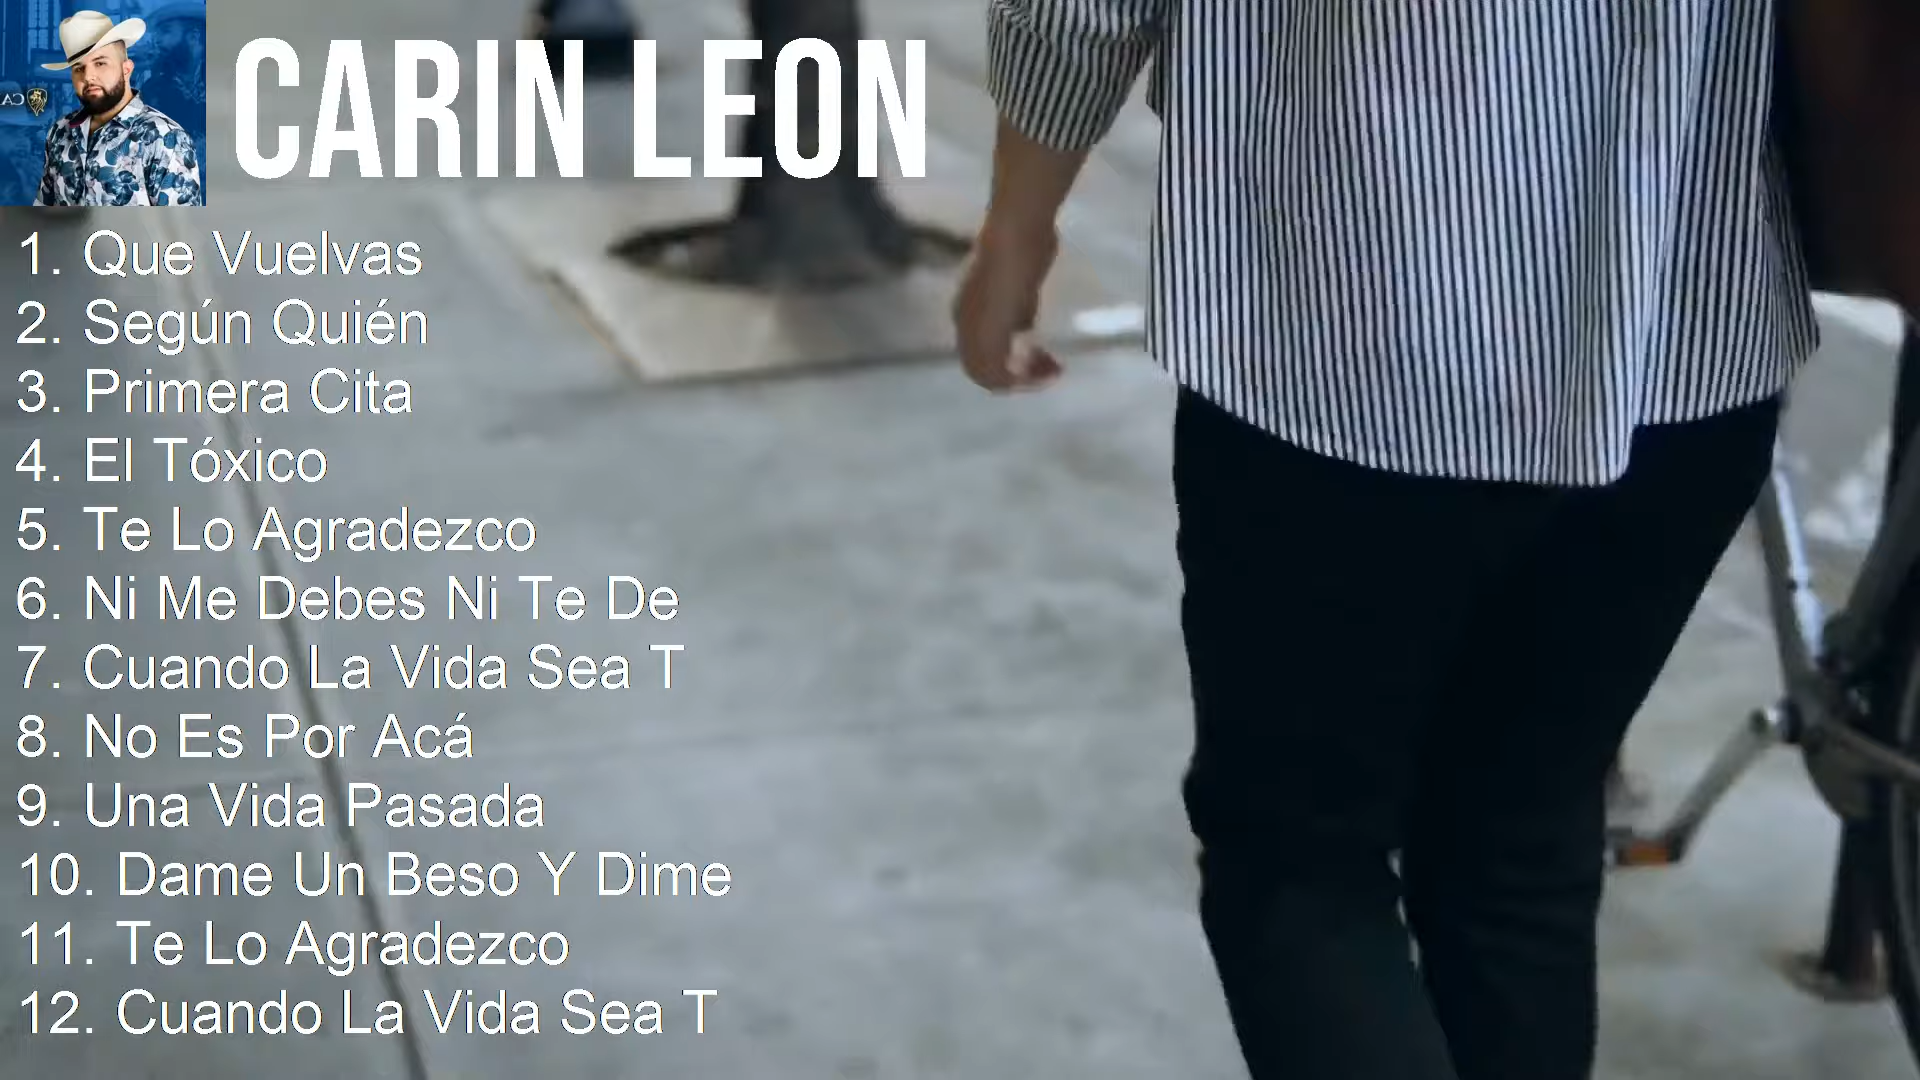 CARIN LEON
1. Que Vuelvas
2. Según Quién
3. Primera Cita
4. El Tóxico
5. Te Lo Agradezco
6. Ni Me Debes Ni Te De
7. Cuando La Vida Sea T
8. No Es Por Acá
9. Una Vida Pasada
10. Dame Un Beso Y Dime
11. Te Lo Agradezco
12. Cuando La Vida Sea T